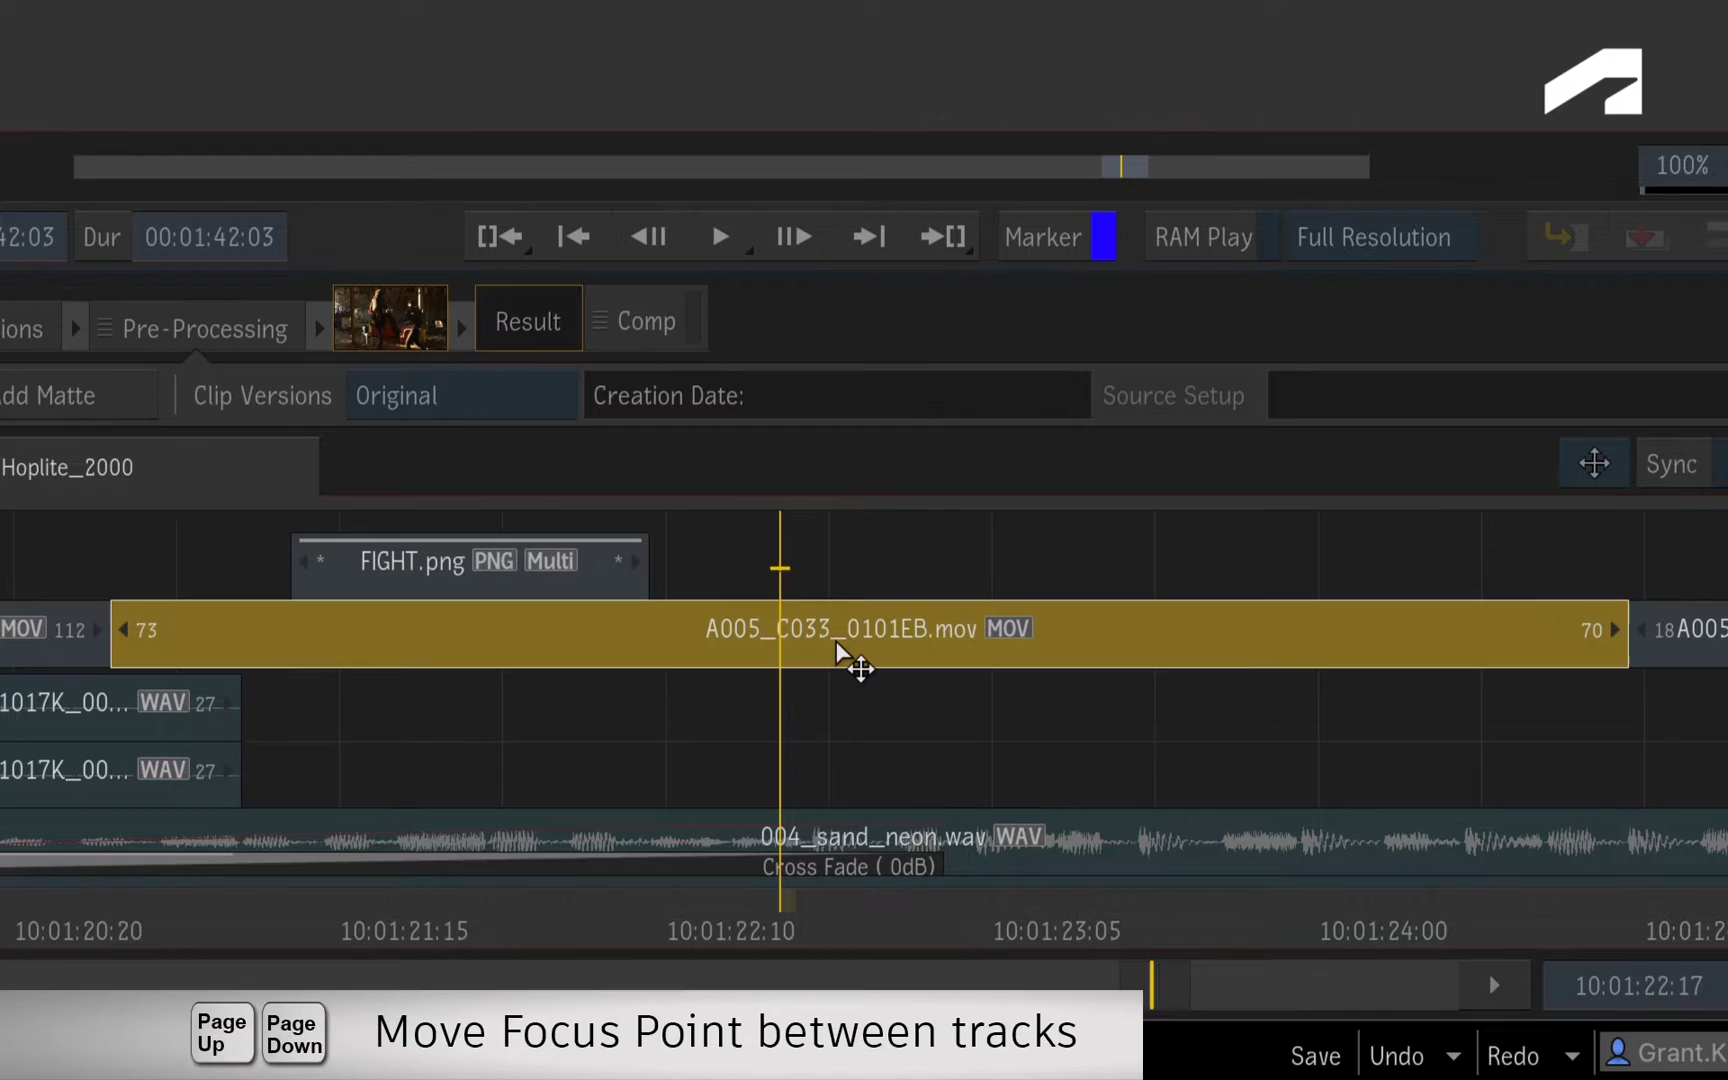 100%
42:03 Dur 00:01:42:03 Marker RAM Play Full Resolution
ions Pre-Processing Result Comp
dd Matte Clip Versions Original Creation Date: Source Setup
Hoplite_2000 Sync
* FIGHT.png PNG Multi *
MOV 112 73 A005_C033_0101EB.mov MOV 70 18 A005
1017K_00... WAV 27
1017K_00... WAV 27
004_sand_neon.wav WAV
Cross Fade ( 0dB)
10:01:20:20 10:01:21:15 10:01:22:10 10:01:23:05 10:01:24:00 10:01:2
10:01:22:17
Page Up Page Down Move Focus Point between tracks
Save Undo Redo Grant.K